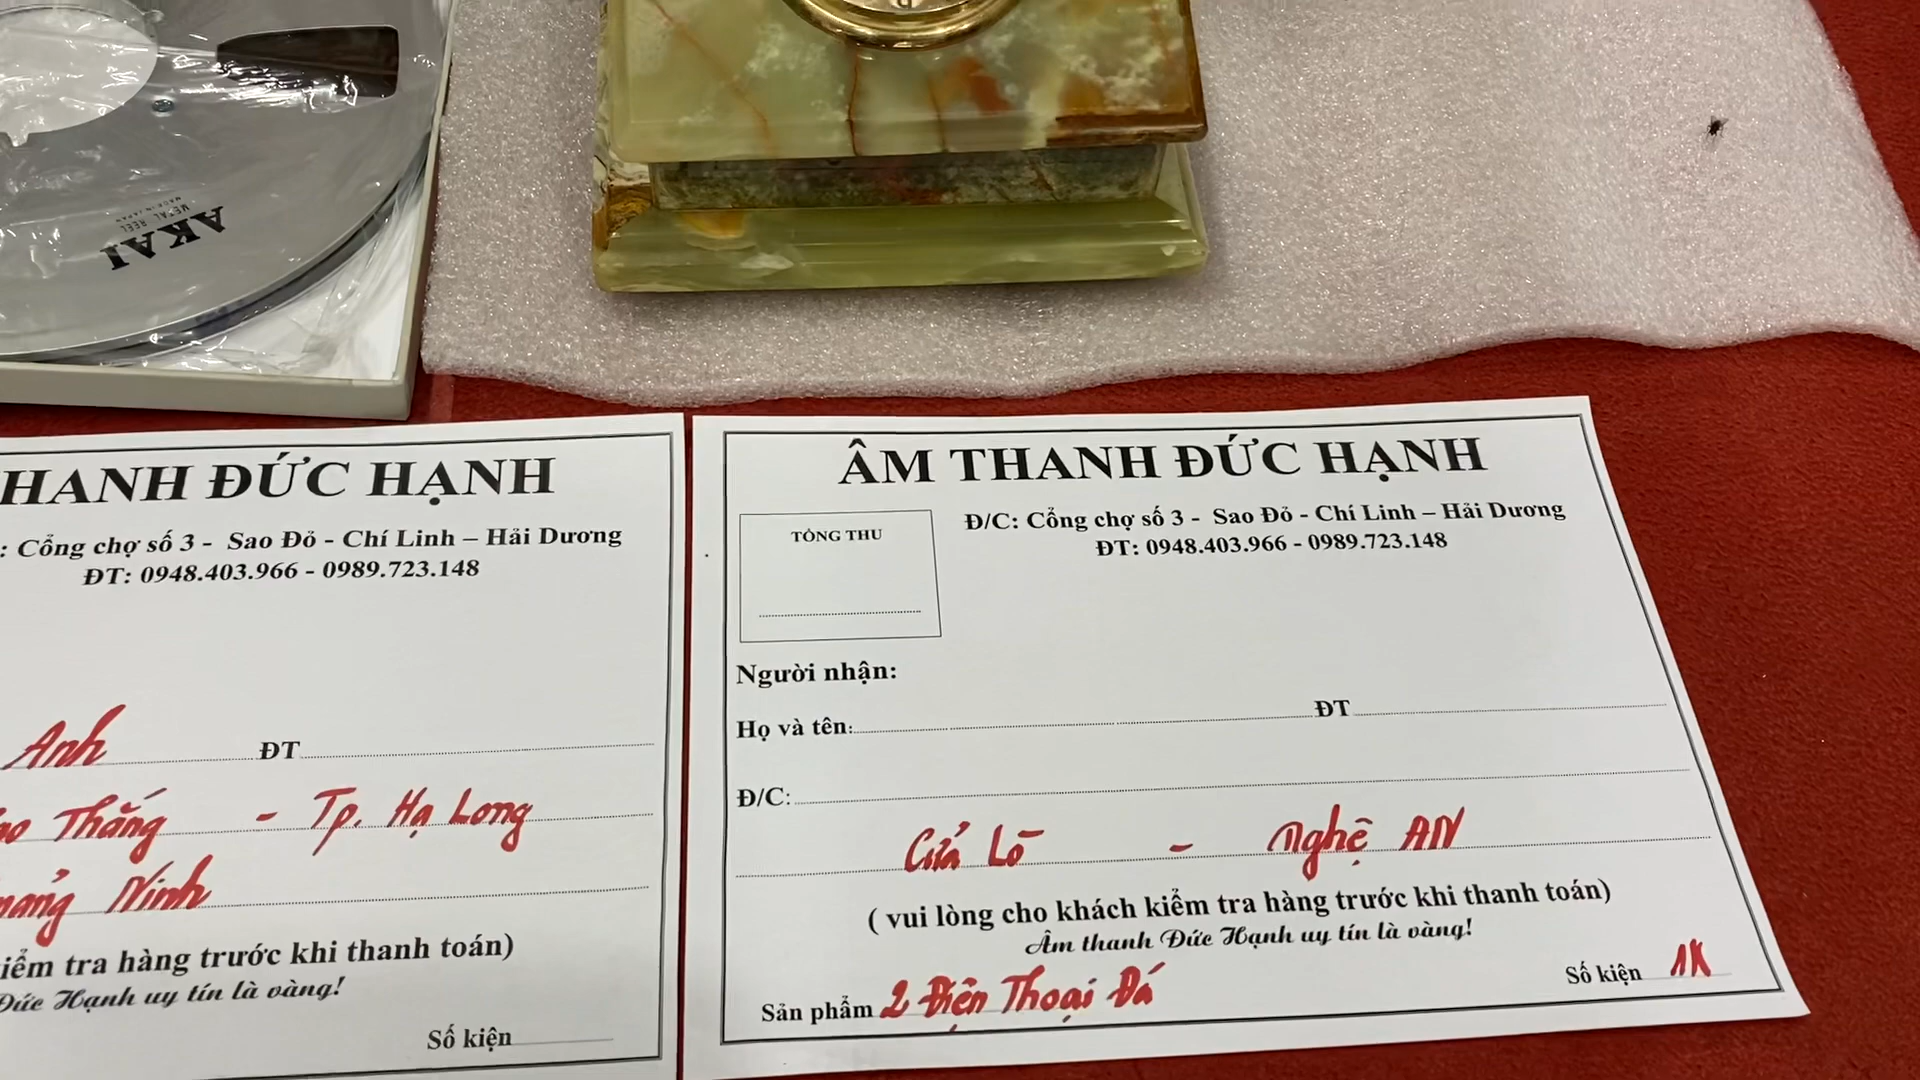 AKAI
METAL REEL
MADE IN JAPAN
HANH ĐỨC HẠNH
: Cổng chợ số 3 - Sao Đỏ - Chí Linh – Hải Dương
ĐT: 0948.403.966 - 0989.723.148
Anh ĐT
Thắng - Tp. Hạ Long
Ninh
iểm tra hàng trước khi thanh toán)
Đức Hạnh uy tín là vàng!
Số kiện
ÂM THANH ĐỨC HẠNH
TỔNG THU
Đ/C: Cổng chợ số 3 - Sao Đỏ - Chí Linh – Hải Dương
ĐT: 0948.403.966 - 0989.723.148
Người nhận:
Họ và tên: ĐT
Đ/C:
Cửa Lò - Nghệ AN
( vui lòng cho khách kiểm tra hàng trước khi thanh toán)
Âm thanh Đức Hạnh uy tín là vàng!
Sản phẩm 2 Điện Thoại Đá
Số kiện 1K